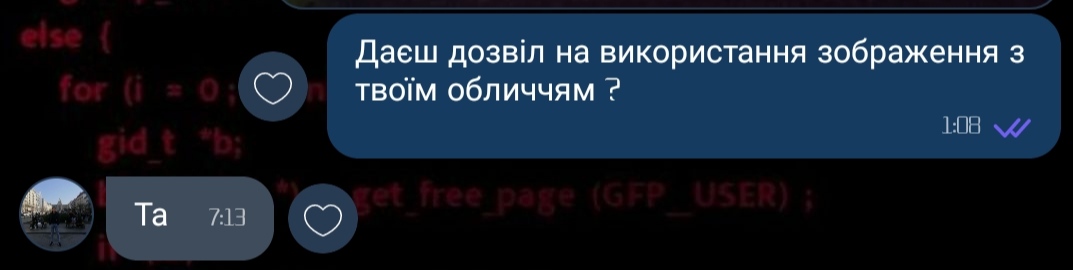 else {
for (i = 0;
Даєш дозвіл на використання зображення з
твоїм обличчям ?
1:08
gid_t *b;
Та 7:13
get_free_page (GFP_USER) ;